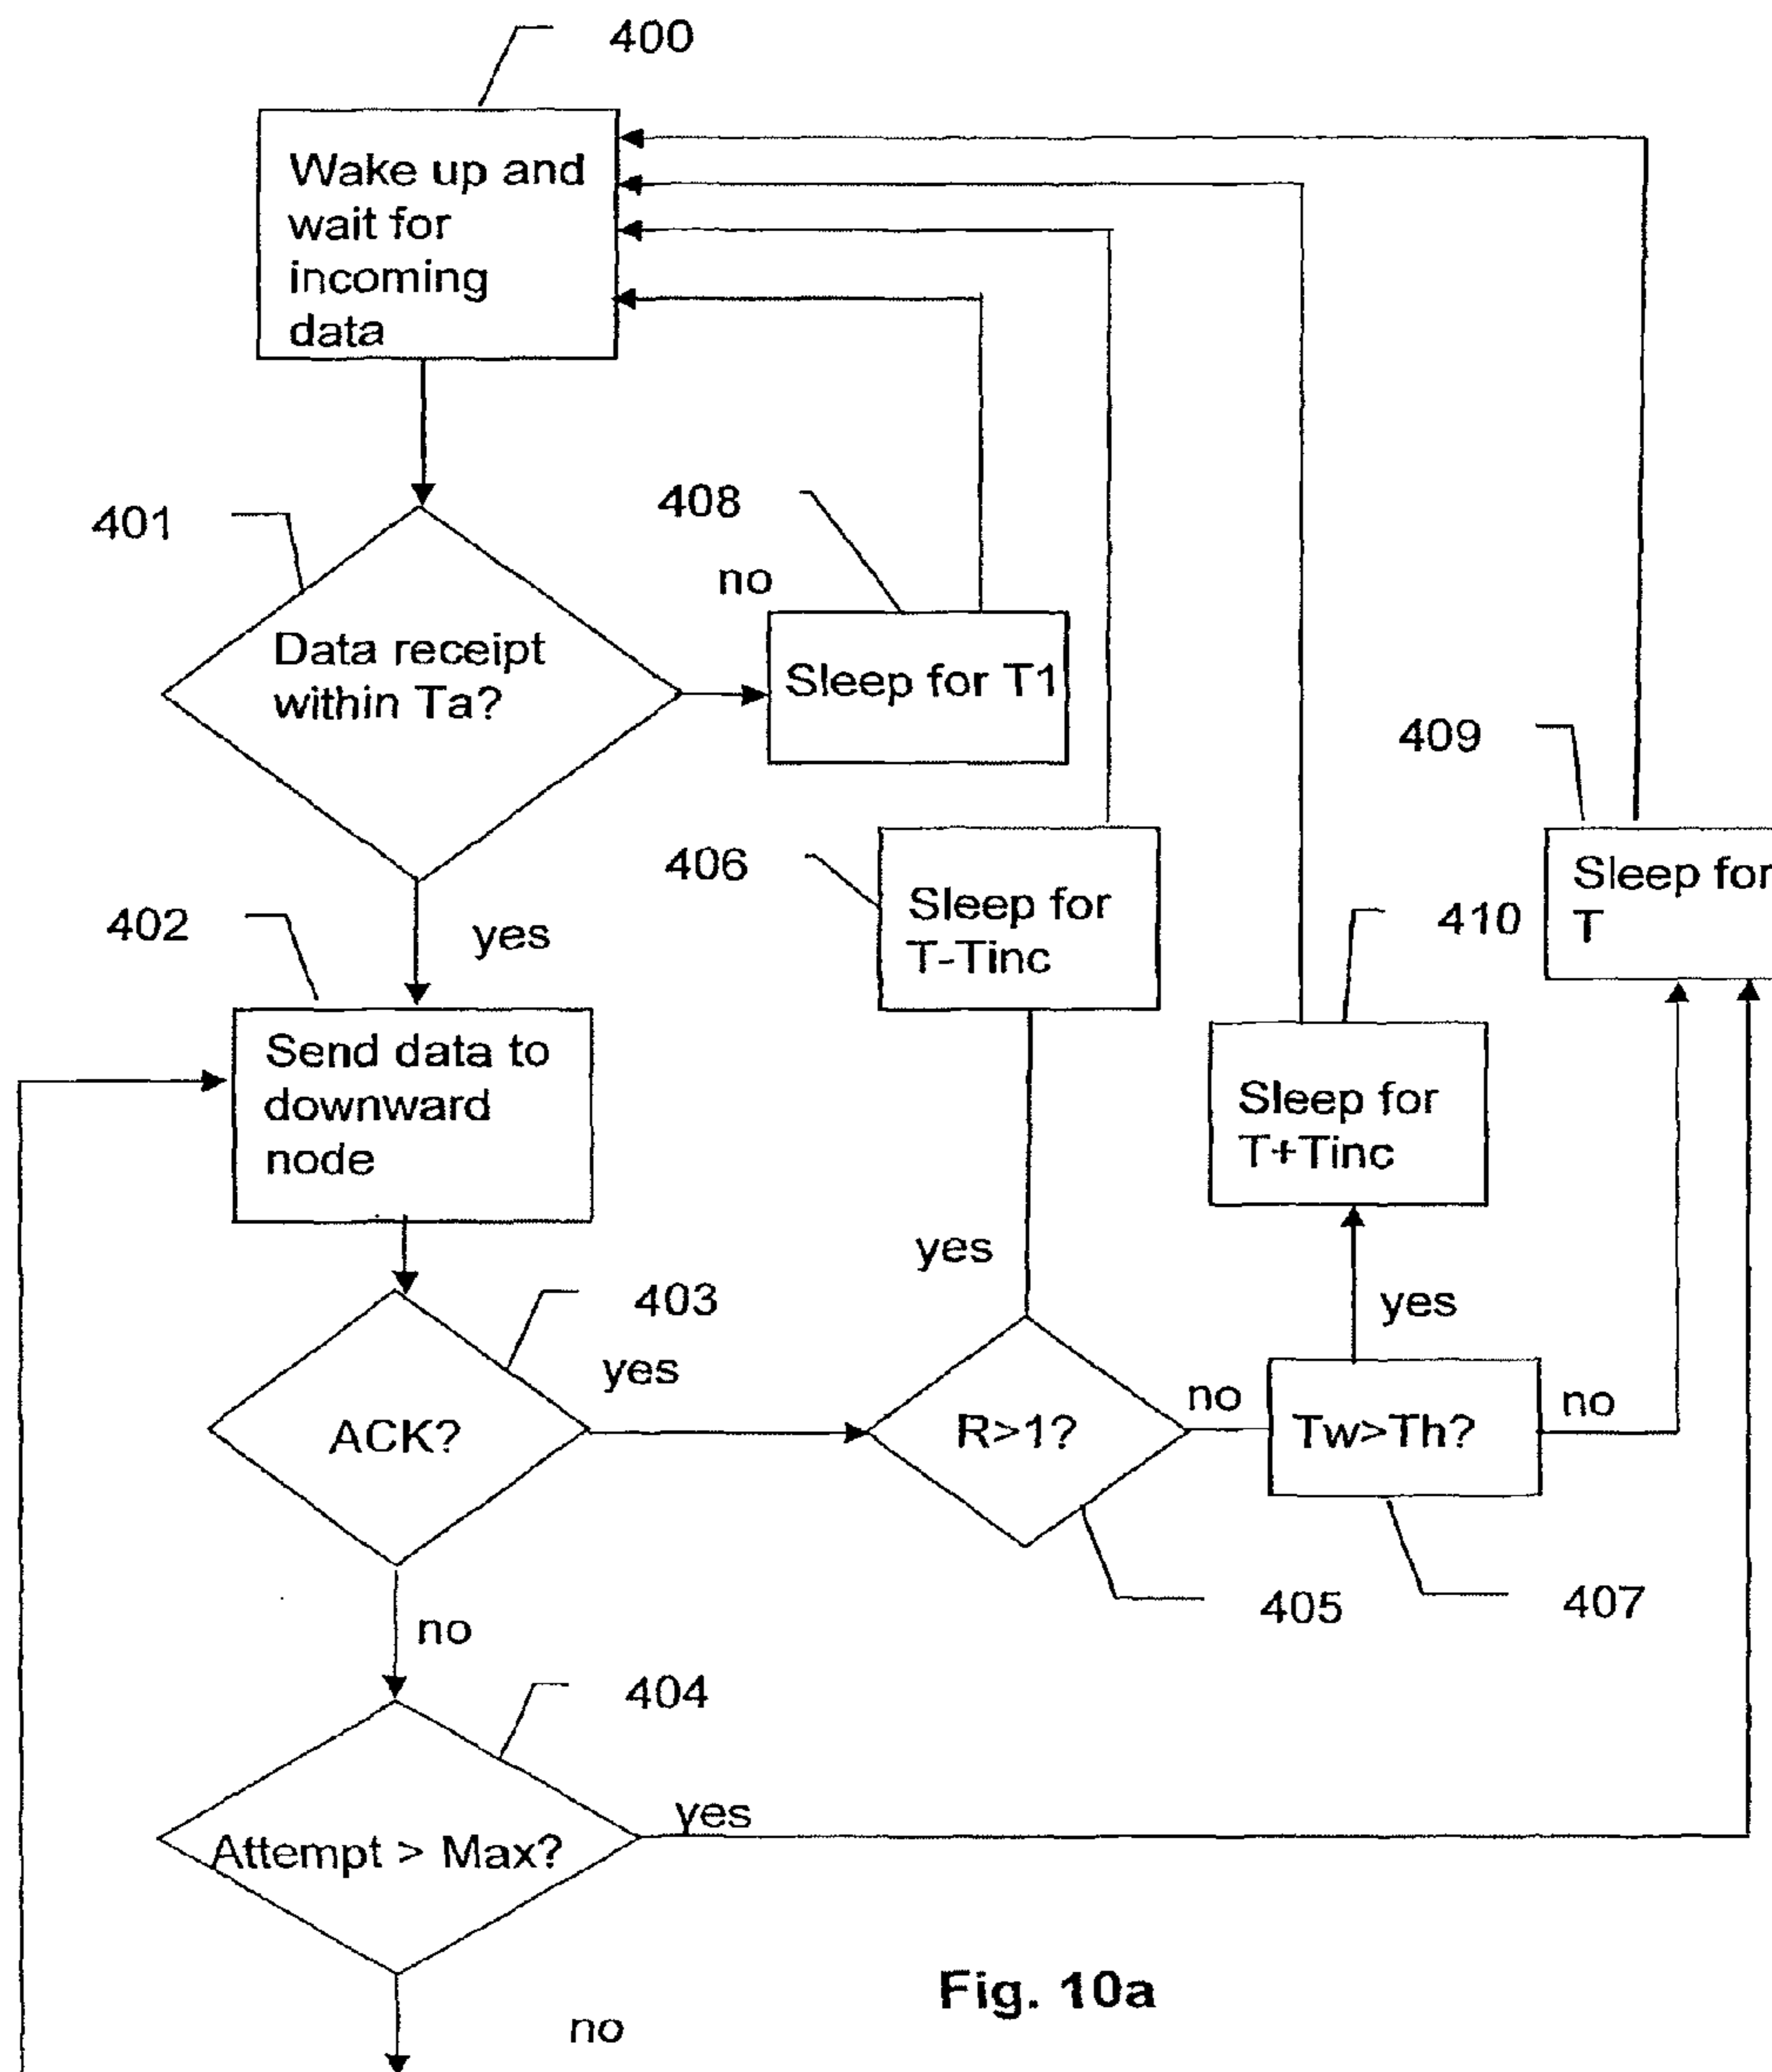 400
Wake up and
wait for
incoming
data
401
408
no
Data receipt
within Ta?
Sleep for T1
409
Sleep for
T
406
Sleep for
T-Tinc
410
402
yes
Send data to
downward
node
Sleep for
T+Tinc
yes
403
yes
yes
ACK?
R>1?
no
Tw>Th?
no
405
407
no
404
Attempt > Max?
yes
Fig. 10a
no